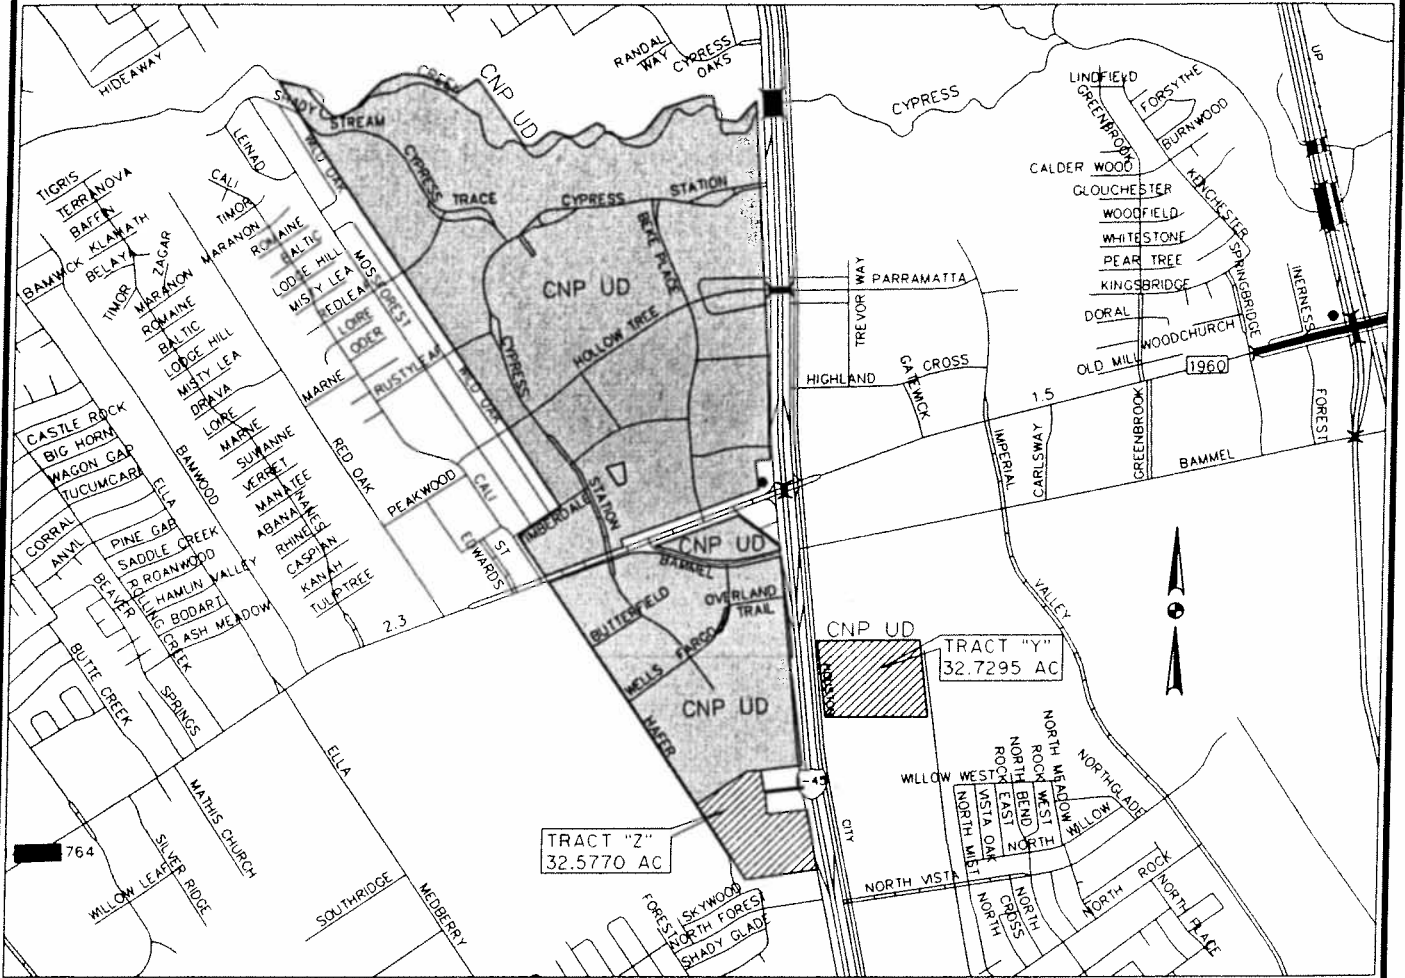 HIDEAWAY
RANDAL
WAY
CYPRESS
OAKS
UP
CREEK
CNP UD
SHADY
STREAM
CYPRESS
LINDFIELD
FORSYTHE
GREENBROOK
BURNWOOD
LEINAD
WLD OAK
CYPRESS
TRACE
CYPRESS
STATION
CALDER WOOD
GLOUCHESTER
KENCHESTER
WOODFIELD
WHITESTONE
PEAR TREE
KINGSBRIDGE
SPRINGBRIDGE
INERNESS
DORAL
WOODCHURCH
OLD MILL
1960
TIGRIS
TERRANOVA
BAFFIN
KLAMATH
BELAYA
BAMWICK
TIMOR
ZAGAR
CALI
TIMOR
MARANON
MARANON
ROMAINE
BALTIC
LODGE HILL
MISTY LEA
REDLEAF
MOSSFOREST
LOIRE
ODER
RUSTYLEAF
ROMAINE
BALTIC
LODGE HILL
MISTY LEA
DRAVA
LOIRE
MARNE
SUWANNE
VERRET
MANATEE
ABANA
NANES
RHINE
CASPIAN
KANAH
TULIPTREE
MARNE
RED OAK
BAMWOOD
CNP UD
BEKE PLACE
HOLLOW TREE
CYPRESS
WLD OAK
TREVOR WAY
PARRAMATTA
HIGHLAND
CROSS
GATEWICK
IMPERIAL
1.5
CARLSWAY
GREENBROOK
BAMMEL
FOREST
CASTLE ROCK
BIG HORN
WAGON GAP
TUCUMCARI
CORRAL
ANVIL
ELLA
PINE GAP
SADDLE CREEK
ROANWOOD
HAMLIN VALLEY
BODART
ASH MEADOW
BEAVER
ROLLING CREEK
SPRINGS
BUTTE CREEK
PEAKWOOD
CALI
ST
EDWARDS
2.3
STATION
TIMBERDALE
CNP UD
BAMMEL
BUTTERFIELD
OVERLAND
TRAIL
WELLS FARGO
CNP UD
HAFER
CNP UD
HOUSTON
TRACT "Y"
32.7295 AC
VALLEY
ELLA
MATHIS CHURCH
SILVER RIDGE
WILLOW LEAF
764
SOUTHRIDGE
MEDBERRY
TRACT "Z"
32.5770 AC
-45
CITY
WILLOW WEST
NORTH MIST
VISTA OAK
ROCK EAST
NORTH BEND
ROCK WEST
NORTH MEADOW
NORTHGLADE
NORTH
WILLOW
NORTH VISTA
NORTH
NORTH
CROSS
NORTH ROCK
NORTH PLACE
FOREST
SKYWOOD
NORTH FOREST
SHADY GLADE